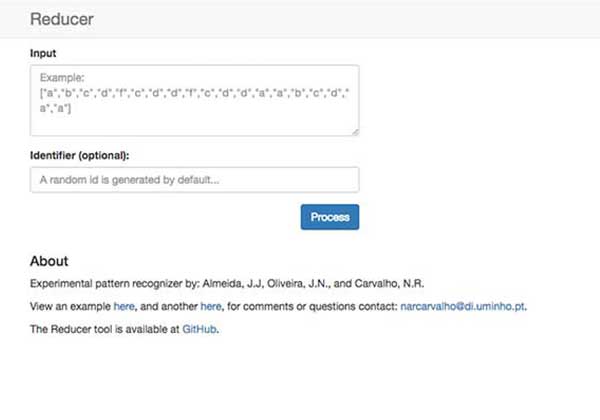 Reducer
Input
Example:
["a","b","c","d","f","c","d","d","f","c","d","d","a","a","b","c","d","
a","a"]
Identifier (optional):
A random id is generated by default...
Process
About
Experimental pattern recognizer by: Almeida, J.J, Oliveira, J.N., and Carvalho, N.R.
View an example here, and another here, for comments or questions contact: narcarvalho@di.uminho.pt.
The Reducer tool is available at GitHub.